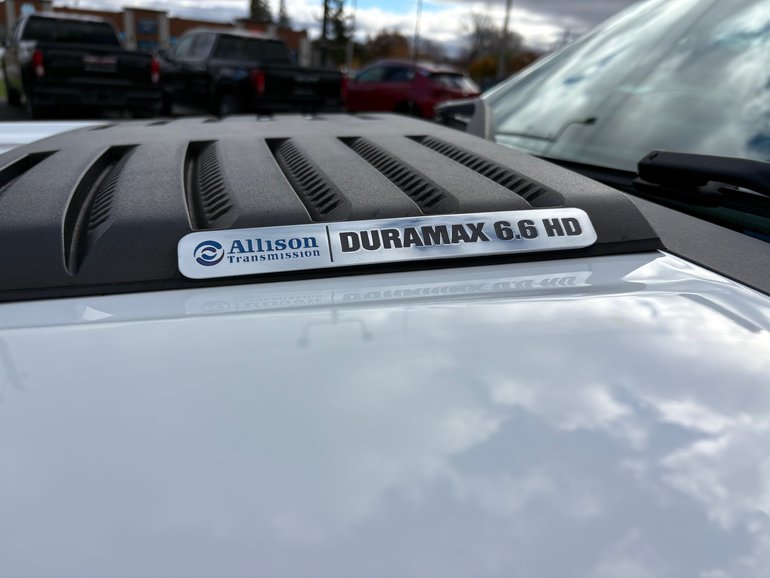 Allison
Transmission
DURAMAX 6.6 HD